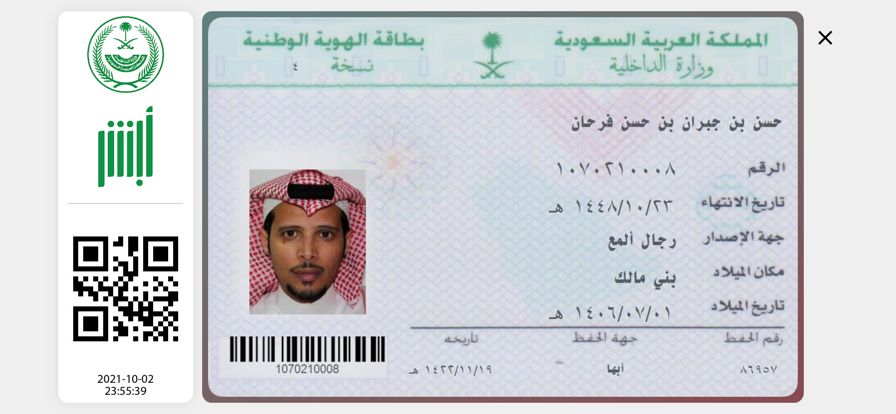 أبشر
2021-10-02
23:55:39
المملكة العربية السعودية
وزارة الداخلية
بطاقة الهوية الوطنية
نسخة ٤
حسن بن جبران بن حسن فرحان
الرقم ١٠٧٠٢١٠٠٠٨
تاريخ الانتهاء ١٤٤٨/١٠/٢٣ هـ
جهة الإصدار رجال ألمع
مكان الميلاد بني مالك
تاريخ الميلاد ١٤٠٦/٠٧/٠١ هـ
رقم الحفظ جهة الحفظ تاريخه
٨٦٩٥٧ أبها ١٤٢٢/١١/١٩ هـ
1070210008